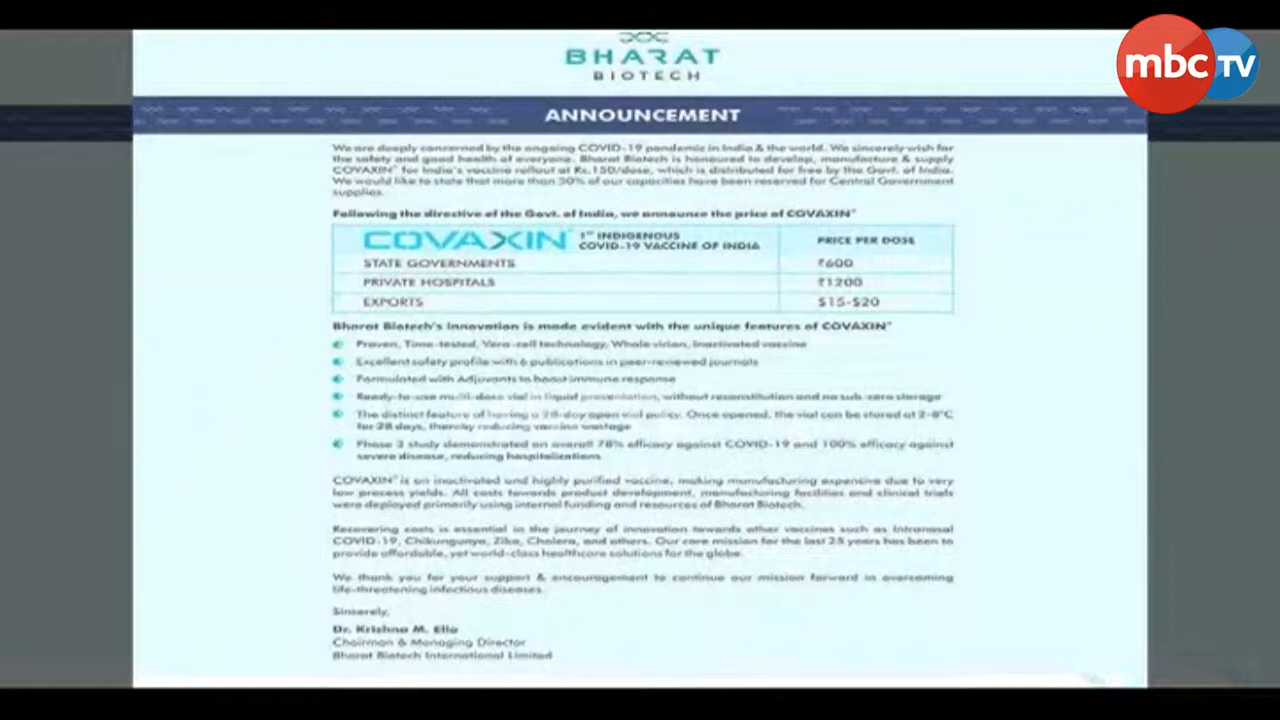 mbc TV
BHARAT
BIOTECH
ANNOUNCEMENT
We are deeply concerned by the ongoing COVID-19 pandemic in India & the world. We sincerely wish for
the safety and good health of everyone. Bharat Biotech is honoured to develop, manufacture & supply
COVAXIN™ for India's vaccine rollout at Rs.150/dose, which is distributed for free by the Govt. of India.
We would like to state that more than 50% of our capacities have been reserved for Central Government
supplies.
Following the directive of the Govt. of India, we announce the price of COVAXIN™
COVAXIN™ 1ST INDIGENOUS
COVID-19 VACCINE OF INDIA
PRICE PER DOSE
STATE GOVERNMENTS ₹600
PRIVATE HOSPITALS ₹1200
EXPORTS $15-$20
Bharat Biotech's innovation is made evident with the unique features of COVAXIN™
Proven, Time-tested, Vero-cell technology, Whole virion, Inactivated vaccine
Excellent safety profile with 6 publications in peer-reviewed journals
Formulated with Adjuvants to boost immune response
Ready-to-use multi-dose vial in liquid presentation, without reconstitution and no sub-zero storage
The distinct feature of having a 28-day open vial policy. Once opened, the vial can be stored at 2-8°C
for 28 days, thereby reducing vaccine wastage
Phase 3 study demonstrated an overall 78% efficacy against COVID-19 and 100% efficacy against
severe disease, reducing hospitalizations
COVAXIN™ is an inactivated and highly purified vaccine, making manufacturing expensive due to very
low process yields. All costs towards product development, manufacturing facilities and clinical trials
were deployed primarily using internal funding and resources of Bharat Biotech.
Recovering costs is essential in the journey of innovation towards other vaccines such as Intranasal
COVID-19, Chikungunya, Zika, Cholera, and others. Our core mission for the last 25 years has been to
provide affordable, yet world-class healthcare solutions for the globe.
We thank you for your support & encouragement to continue our mission forward in overcoming
life-threatening infectious diseases.
Sincerely,
Dr. Krishna M. Ella
Chairman & Managing Director
Bharat Biotech International Limited